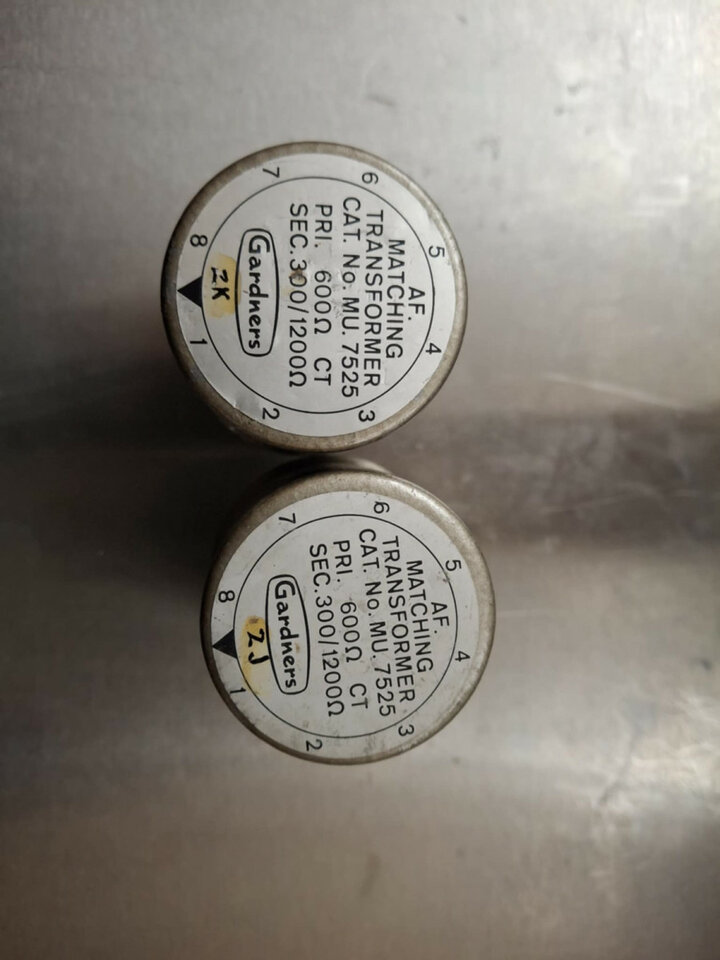 AF.
MATCHING
TRANSFORMER
CAT. No. MU. 7525
PRI. 600Ω CT
SEC. 300/1200Ω
Gardners
2K
1
2
3
4
5
6
7
8
AF.
MATCHING
TRANSFORMER
CAT. No. MU. 7525
PRI. 600Ω CT
SEC. 300/1200Ω
Gardners
2J
1
2
3
4
5
6
7
8